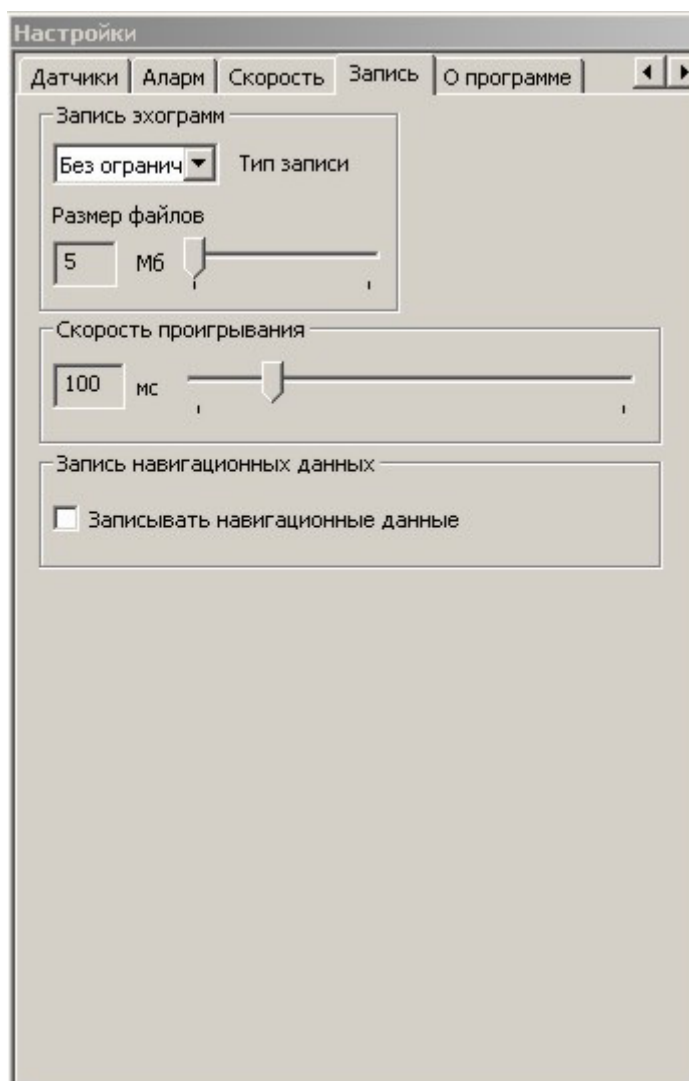 Настройки
Датчики Аларм Скорость Запись О программе
Запись эхограмм
Без огранич Тип записи
Размер файлов
5 Мб
Скорость проигрывания
100 мс
Запись навигационных данных
Записывать навигационные данные